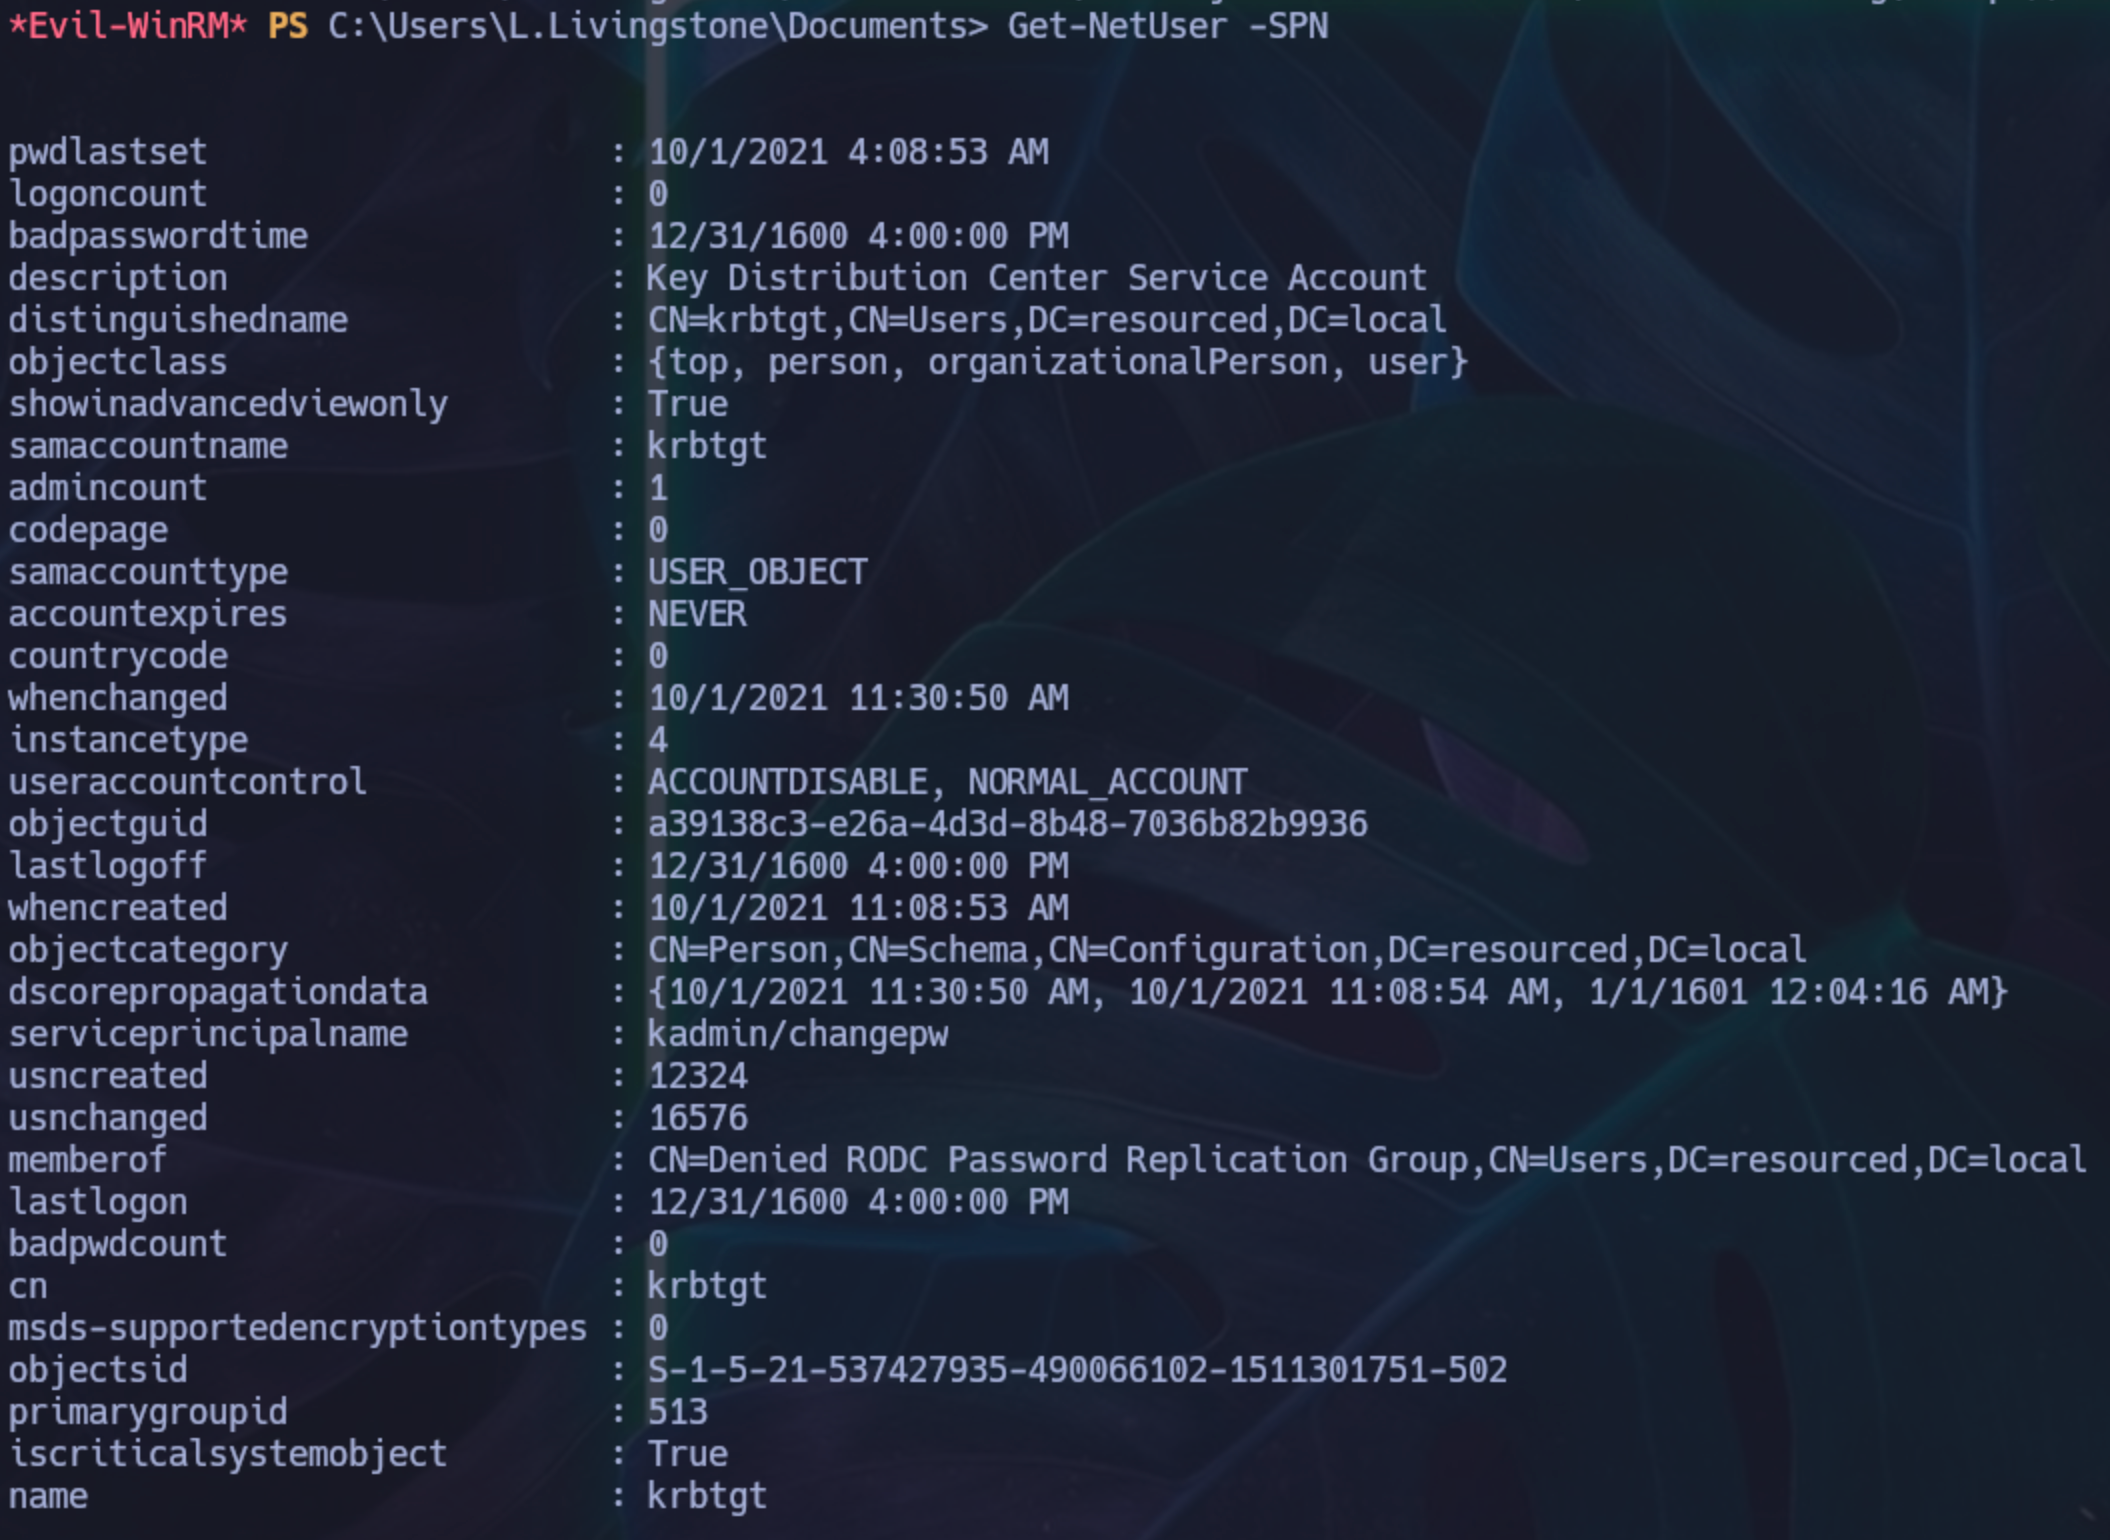 *Evil-WinRM* PS C:\Users\L.Livingstone\Documents> Get-NetUser -SPN
pwdlastset : 10/1/2021 4:08:53 AM
logoncount : 0
badpasswordtime : 12/31/1600 4:00:00 PM
description : Key Distribution Center Service Account
distinguishedname : CN=krbtgt,CN=Users,DC=resourced,DC=local
objectclass : {top, person, organizationalPerson, user}
showinadvancedviewonly : True
samaccountname : krbtgt
admincount : 1
codepage : 0
samaccounttype : USER_OBJECT
accountexpires : NEVER
countrycode : 0
whenchanged : 10/1/2021 11:30:50 AM
instancetype : 4
useraccountcontrol : ACCOUNTDISABLE, NORMAL_ACCOUNT
objectguid : a39138c3-e26a-4d3d-8b48-7036b82b9936
lastlogoff : 12/31/1600 4:00:00 PM
whencreated : 10/1/2021 11:08:53 AM
objectcategory : CN=Person,CN=Schema,CN=Configuration,DC=resourced,DC=local
dscorepropagationdata : {10/1/2021 11:30:50 AM, 10/1/2021 11:08:54 AM, 1/1/1601 12:04:16 AM}
serviceprincipalname : kadmin/changepw
usncreated : 12324
usnchanged : 16576
memberof : CN=Denied RODC Password Replication Group,CN=Users,DC=resourced,DC=local
lastlogon : 12/31/1600 4:00:00 PM
badpwdcount : 0
cn : krbtgt
msds-supportedencryptiontypes : 0
objectsid : S-1-5-21-537427935-490066102-1511301751-502
primarygroupid : 513
iscriticalsystemobject : True
name : krbtgt